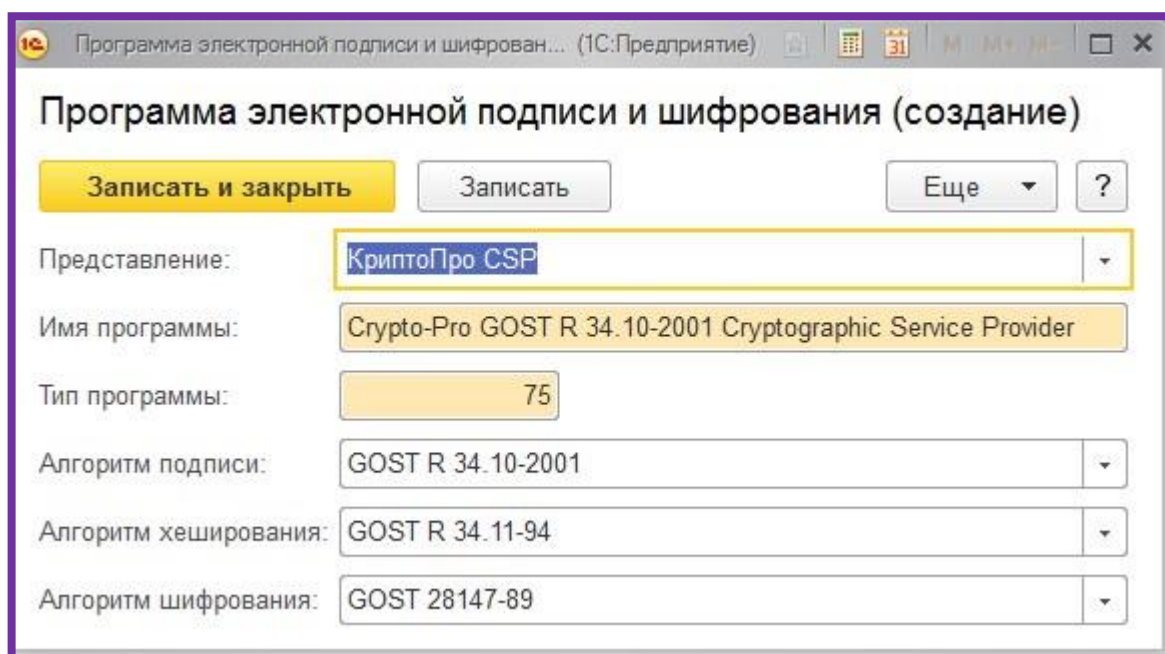 1С Программа электронной подписи и шифрован... (1С:Предприятие) 31 M M+ M-
Программа электронной подписи и шифрования (создание)
Записать и закрыть Записать Еще ?
Представление: КриптоПро CSP
Имя программы: Crypto-Pro GOST R 34.10-2001 Cryptographic Service Provider
Тип программы: 75
Алгоритм подписи: GOST R 34.10-2001
Алгоритм хеширования: GOST R 34.11-94
Алгоритм шифрования: GOST 28147-89